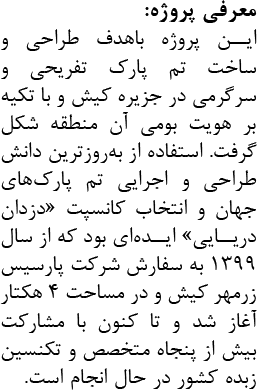 معرفی پروژه:
ایـــن پروژه باهدف طراحی و
ساخت تم پارک تفریحی و
سرگرمی در جزیره کیش و با تکیه
بر هویت بومی آن منطقه شکل
گرفت. استفاده از به‌روزترین دانش
طراحی و اجرایی تم پارک‌های
جهان و انتخاب کانسپت «دزدان
دریـایی» ایـده‌ای بود که از سال
۱۳۹۹ به سفارش شرکت پارسیس
زرمهر کیش و در مساحت ۴ هکتار
آغاز شد و تا کنون با مشارکت
بیش از پنجاه متخصص و تکنسین
زبده کشور در حال انجام است.